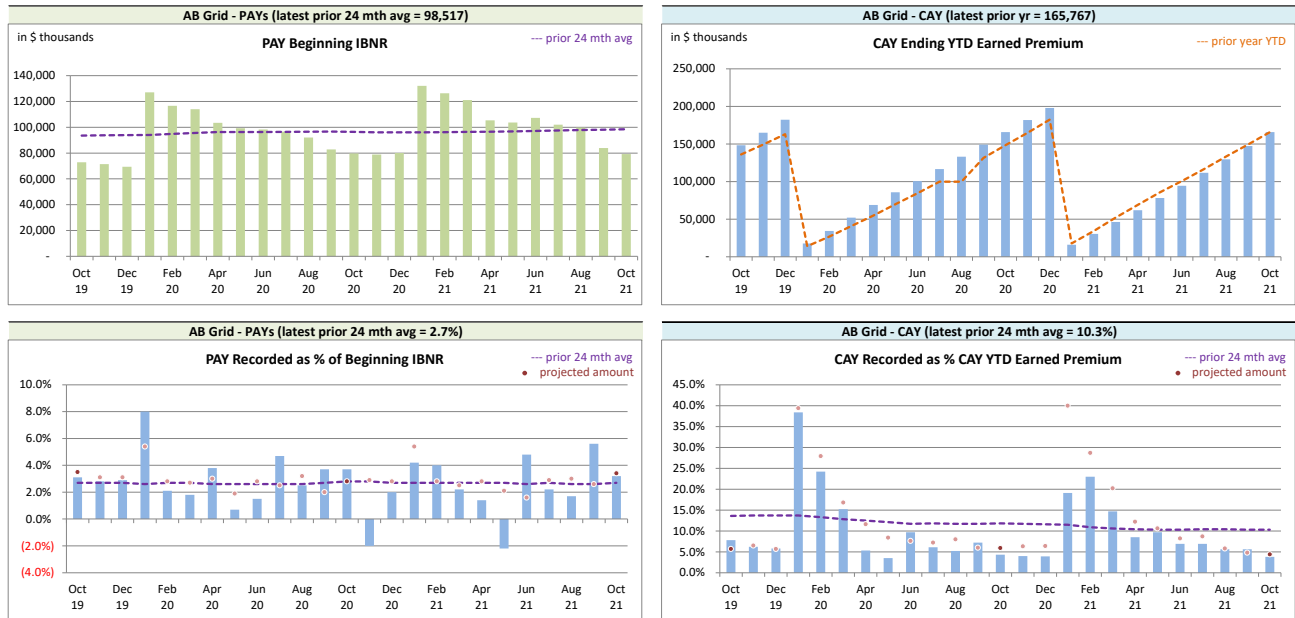 AB Grid - PAYs (latest prior 24 mth avg = 98,517)
in $ thousands
PAY Beginning IBNR
--- prior 24 mth avg
140,000
120,000
100,000
80,000
60,000
40,000
20,000
-
Oct Dec Feb Apr Jun Aug Oct Dec Feb Apr Jun Aug Oct
19 19 20 20 20 20 20 20 21 21 21 21 21
AB Grid - CAY (latest prior yr = 165,767)
in $ thousands
CAY Ending YTD Earned Premium
--- prior year YTD
250,000
200,000
150,000
100,000
50,000
-
Oct Dec Feb Apr Jun Aug Oct Dec Feb Apr Jun Aug Oct
19 19 20 20 20 20 20 20 21 21 21 21 21
AB Grid - PAYs (latest prior 24 mth avg = 2.7%)
PAY Recorded as % of Beginning IBNR
--- prior 24 mth avg
• projected amount
10.0%
8.0%
6.0%
4.0%
2.0%
0.0%
(2.0%)
(4.0%)
Oct Dec Feb Apr Jun Aug Oct Dec Feb Apr Jun Aug Oct
19 19 20 20 20 20 20 20 21 21 21 21 21
AB Grid - CAY (latest prior 24 mth avg = 10.3%)
CAY Recorded as % CAY YTD Earned Premium
--- prior 24 mth avg
• projected amount
45.0%
40.0%
35.0%
30.0%
25.0%
20.0%
15.0%
10.0%
5.0%
0.0%
Oct Dec Feb Apr Jun Aug Oct Dec Feb Apr Jun Aug Oct
19 19 20 20 20 20 20 20 21 21 21 21 21